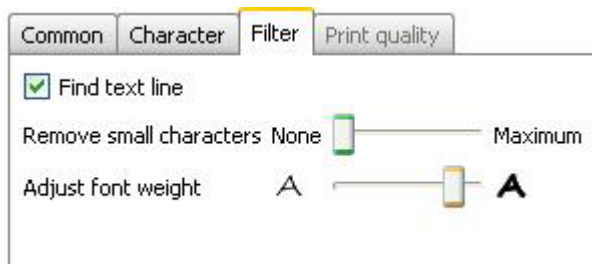 Common Character Filter Print quality
Find text line
Remove small characters None Maximum
Adjust font weight A A